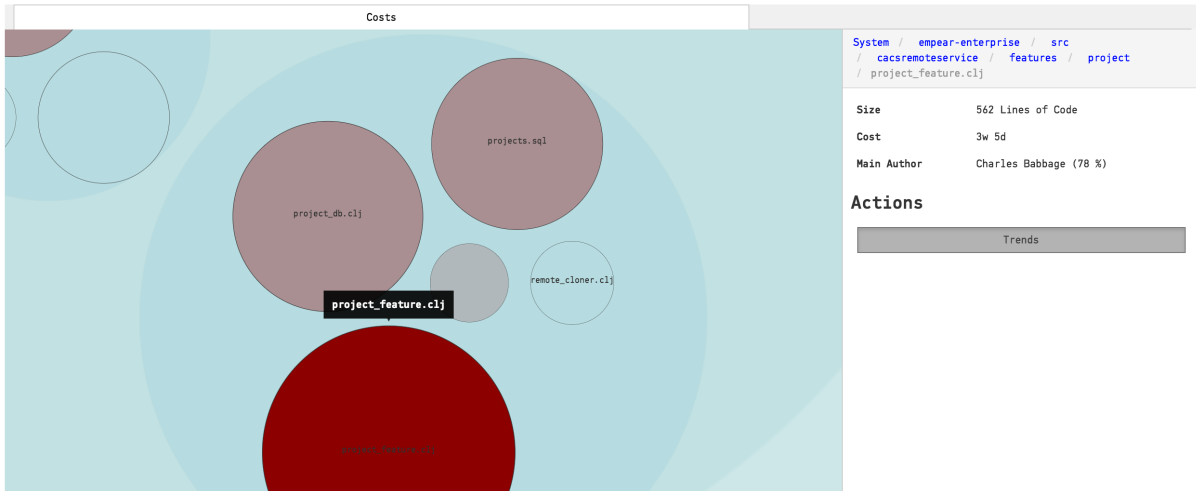 Costs
System / empear-enterprise / src
/ cacsremoteservice / features / project
/ project_feature.clj
Size 562 Lines of Code
Cost 3w 5d
Main Author Charles Babbage (78 %)
Actions
Trends
projects.sql
project_db.clj
remote_cloner.clj
project_feature.clj